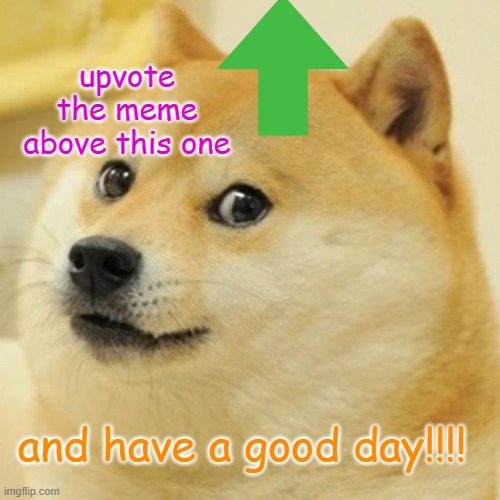 upvote
the meme
above this one
and have a good day!!!!
imgflip.com